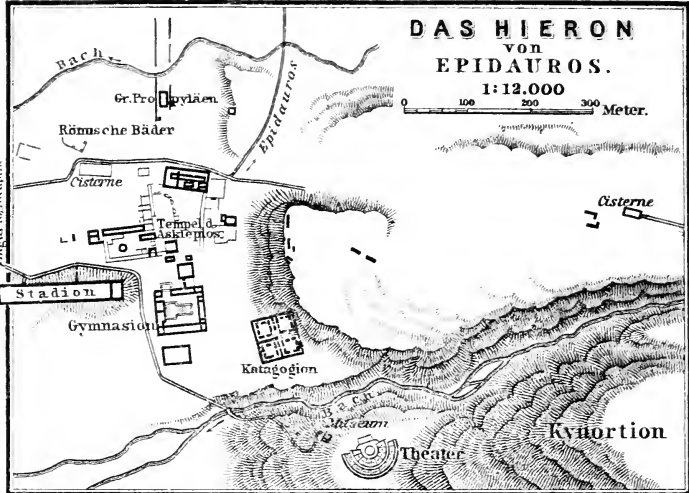 DAS HIERON
von
EPIDAUROS.
1:12.000
0 100 200 300 Meter.
Bach
Gr. Propyläen
Epidauros
Römische Bäder
Cisterne
Cisterne
Tempel d.
Asklepios
Stadion
Gymnasion
Katagogion
Bach
Museum
Theater
Kynortion